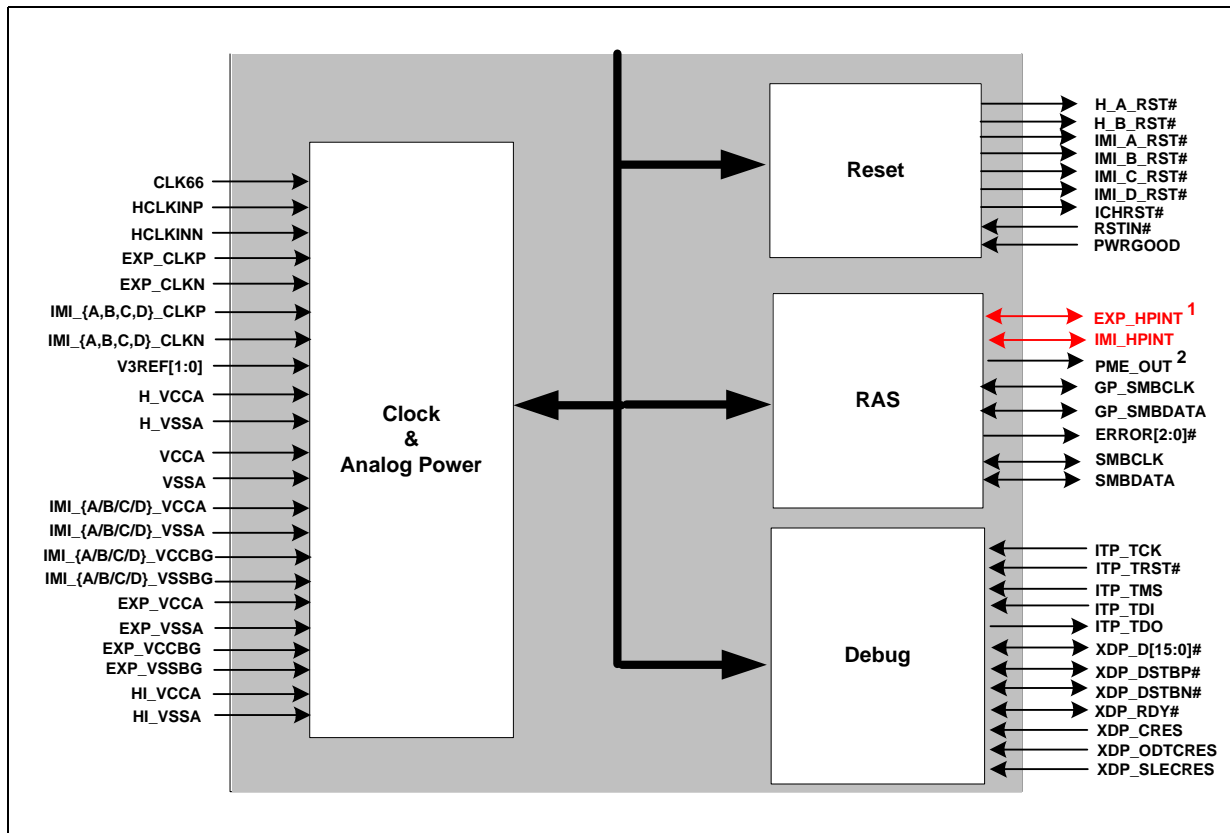 CLK66
HCLKINP
HCLKINN
EXP_CLKP
EXP_CLKN
IMI_{A,B,C,D}_CLKP
IMI_{A,B,C,D}_CLKN
V3REF[1:0]
H_VCCA
H_VSSA
VCCA
VSSA
IMI_{A/B/C/D}_VCCA
IMI_{A/B/C/D}_VSSA
IMI_{A/B/C/D}_VCCBG
IMI_{A/B/C/D}_VSSBG
EXP_VCCA
EXP_VSSA
EXP_VCCBG
EXP_VSSBG
HI_VCCA
HI_VSSA
Clock
&
Analog Power
Reset
H_A_RST#
H_B_RST#
IMI_A_RST#
IMI_B_RST#
IMI_C_RST#
IMI_D_RST#
ICHRST#
RSTIN#
PWRGOOD
RAS
EXP_HPINT 1
IMI_HPINT
PME_OUT 2
GP_SMBCLK
GP_SMBDATA
ERROR[2:0]#
SMBCLK
SMBDATA
Debug
ITP_TCK
ITP_TRST#
ITP_TMS
ITP_TDI
ITP_TDO
XDP_D[15:0]#
XDP_DSTBP#
XDP_DSTBN#
XDP_RDY#
XDP_CRES
XDP_ODTCRES
XDP_SLECRES